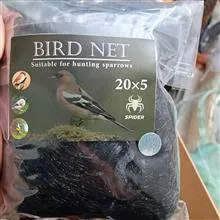 BIRD NET
Suitable for hunting sparrows
20×5
SPIDER